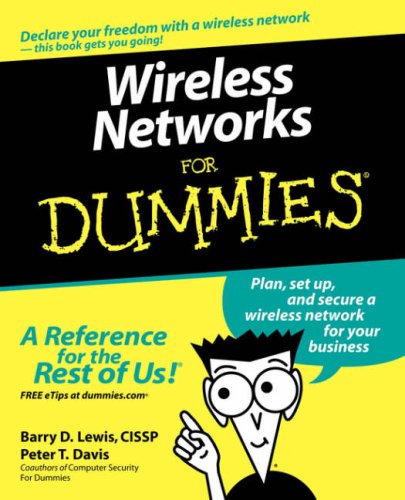 Declare your freedom with a wireless network
— this book gets you going!
Wireless
Networks
FOR
DUMMIES®
Plan, set up,
and secure a
wireless network
for your
business
A Reference
for the
Rest of Us!®
FREE eTips at dummies.com®
Barry D. Lewis, CISSP
Peter T. Davis
Coauthors of Computer Security
For Dummies
®